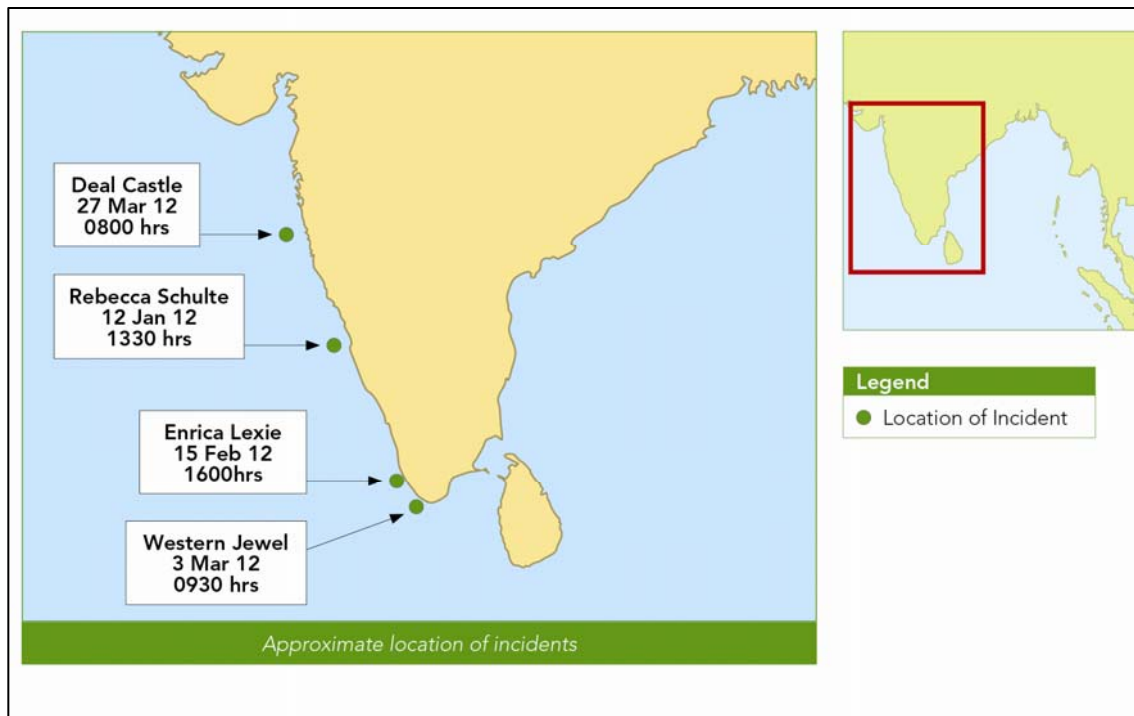 Deal Castle
27 Mar 12
0800 hrs
Rebecca Schulte
12 Jan 12
1330 hrs
Enrica Lexie
15 Feb 12
1600hrs
Western Jewel
3 Mar 12
0930 hrs
Approximate location of incidents
Legend
Location of Incident